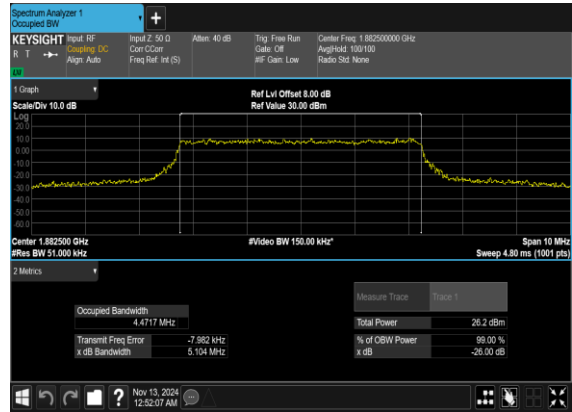 Spectrum Analyzer 1
Occupied BW
KEYSIGHT Input: RF Input Z: 50 Ω Atten: 40 dB Trig: Free Run Center Freq: 1.882500000 GHz
R T Coupling: DC Corr CCorr Gate: Off Avg|Hold: 100/100
Align: Auto Freq Ref: Int (S) #IF Gain: Low Radio Std: None
LW
1 Graph
Ref Lvl Offset 8.00 dB
Scale/Div 10.0 dB Ref Value 30.00 dBm
Log
20.0
10.0
0.00
-10.0
-20.0
-30.0
-40.0
-50.0
-60.0
Center 1.882500 GHz #Video BW 150.00 kHz* Span 10 MHz
#Res BW 51.000 kHz Sweep 4.80 ms (1001 pts)
2 Metrics
Measure Trace Trace 1
Occupied Bandwidth
4.4717 MHz Total Power 26.2 dBm
Transmit Freq Error -7.982 kHz % of OBW Power 99.00 %
x dB Bandwidth 5.104 MHz x dB -26.00 dB
Nov 13, 2024
12:52:07 AM